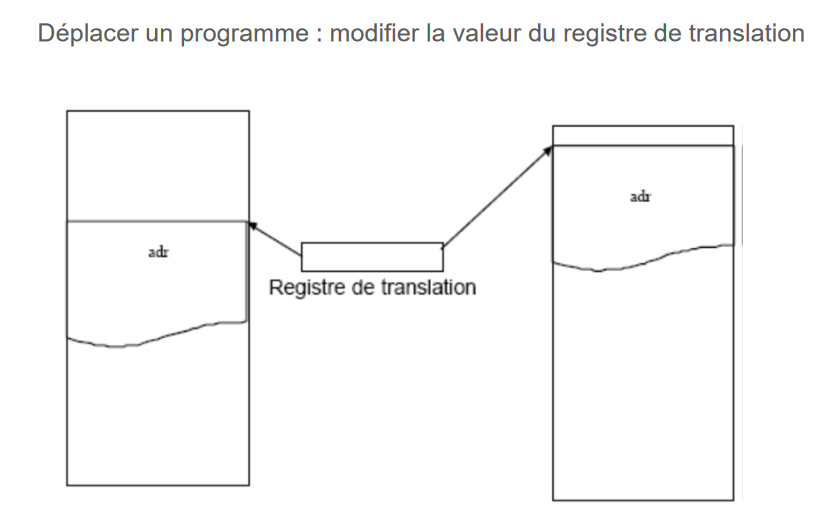 Déplacer un programme : modifier la valeur du registre de translation
adr
adr
Registre de translation